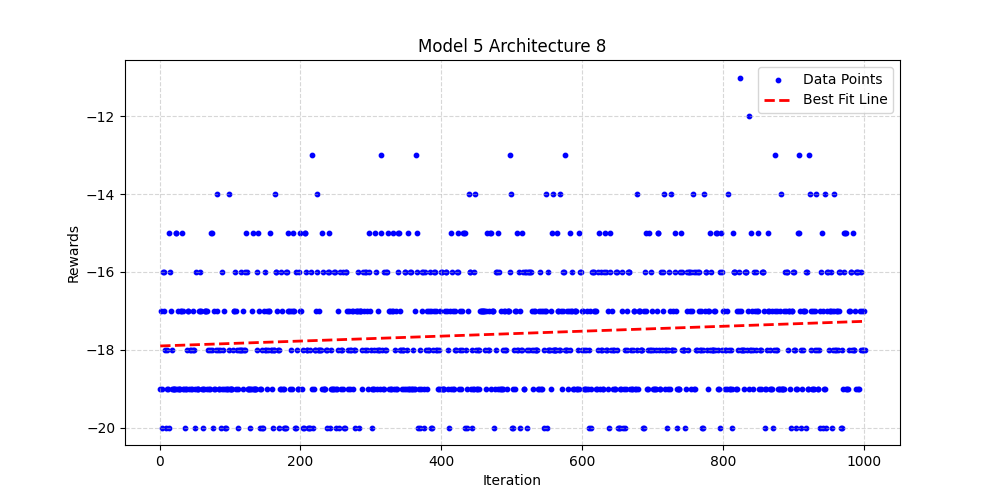 Model 5 Architecture 8
Data Points
Best Fit Line
Rewards
−12
−14
−16
−18
−20
0 200 400 600 800 1000
Iteration